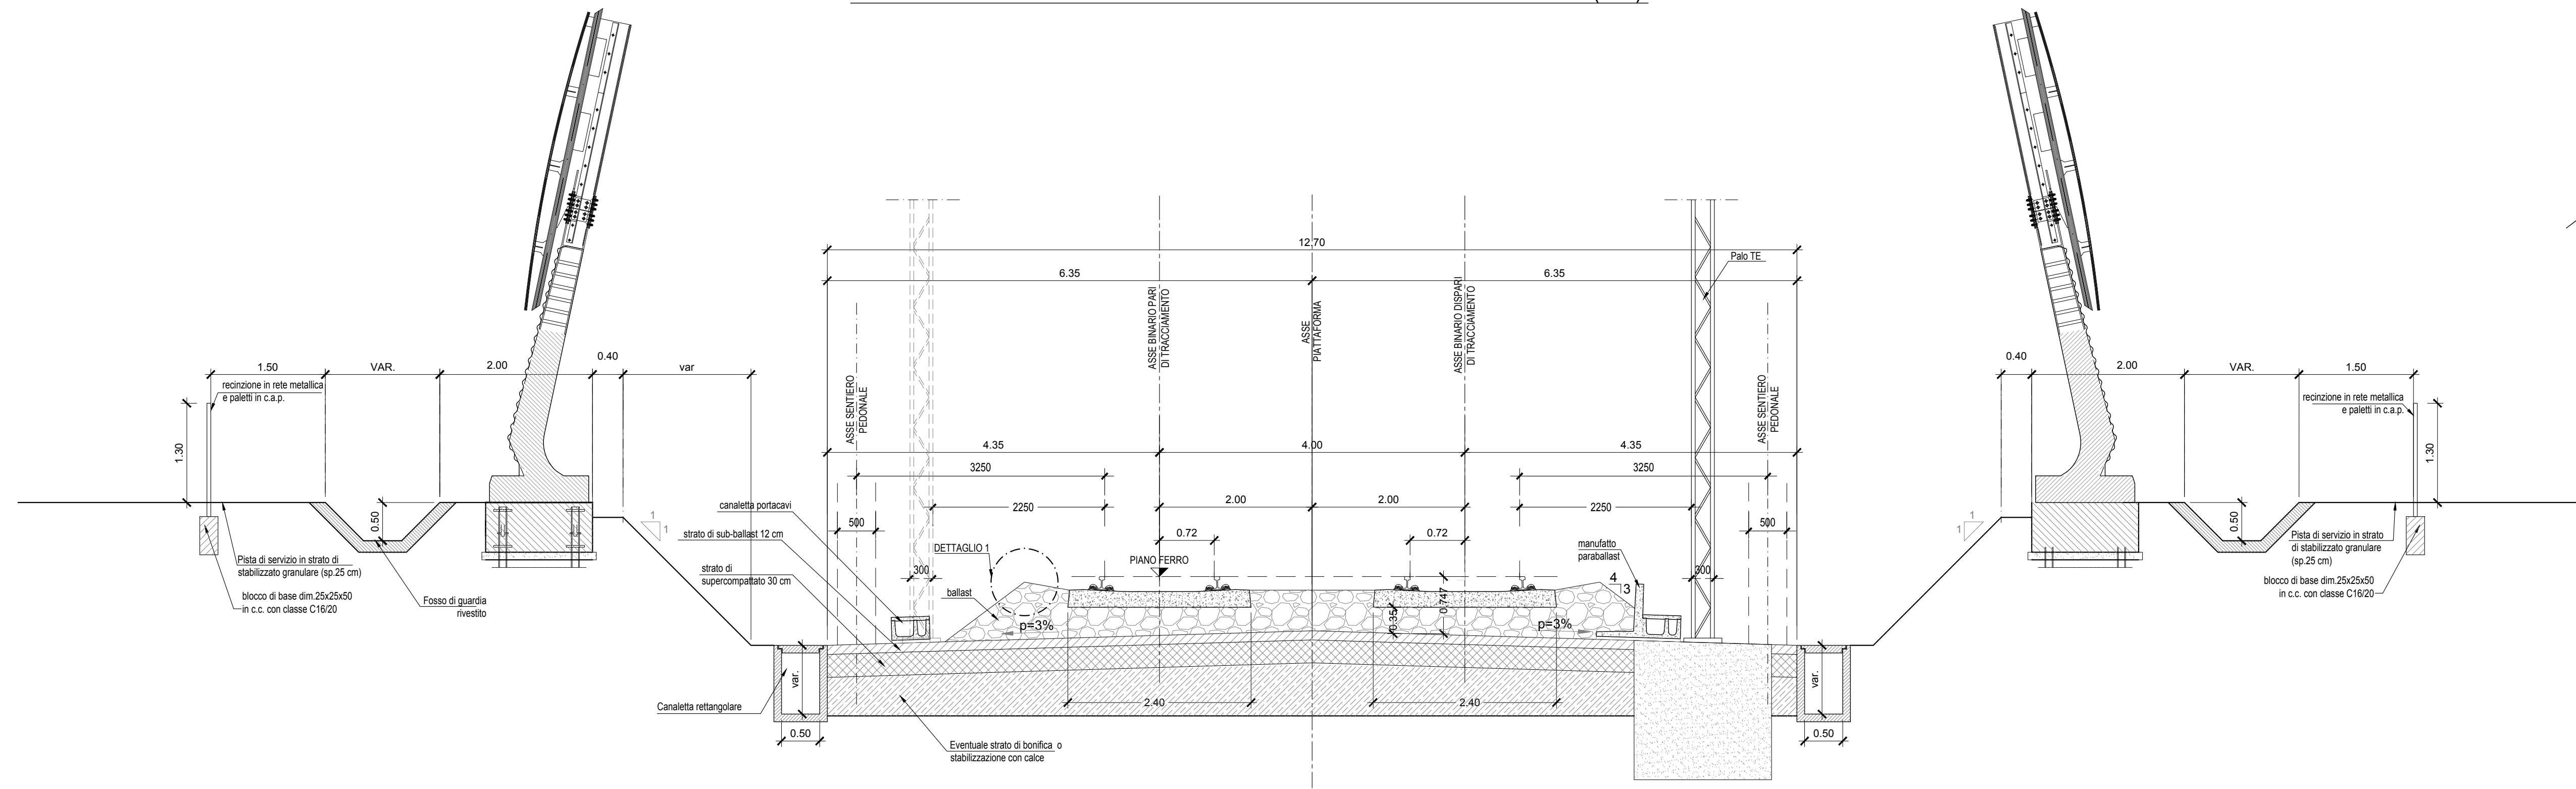 12.70
6.35
6.35
Palo TE
ASSE BINARIO PARI
DI TRACCIAMENTO
ASSE
PIATTAFORMA
ASSE BINARIO DISPARI
DI TRACCIAMENTO
1.50
VAR.
2.00
0.40
var
0.40
2.00
VAR.
1.50
recinzione in rete metallica
e paletti in c.a.p.
recinzione in rete metallica
e paletti in c.a.p.
ASSE SENTIERO
PEDONALE
ASSE SENTIERO
PEDONALE
1.30
1.30
4.35
4.00
4.35
3250
3250
2.00
2.00
2250
2250
canaletta portacavi
500
500
0.50
0.50
1
1
1
1
strato di sub-ballast 12 cm
0.72
0.72
DETTAGLIO 1
PIANO FERRO
manufatto
paraballast
Pista di servizio in strato di
stabilizzato granulare (sp.25 cm)
Pista di servizio in strato
di stabilizzato granulare
(sp.25 cm)
strato di
supercompattato 30 cm
300
300
4
3
ballast
0.35
0.747
blocco di base dim.25x25x50
in c.c. con classe C16/20
blocco di base dim.25x25x50
in c.c. con classe C16/20
Fosso di guardia
rivestito
p=3%
p=3%
var.
var.
Canaletta rettangolare
2.40
2.40
0.50
0.50
Eventuale strato di bonifica o
stabilizzazione con calce